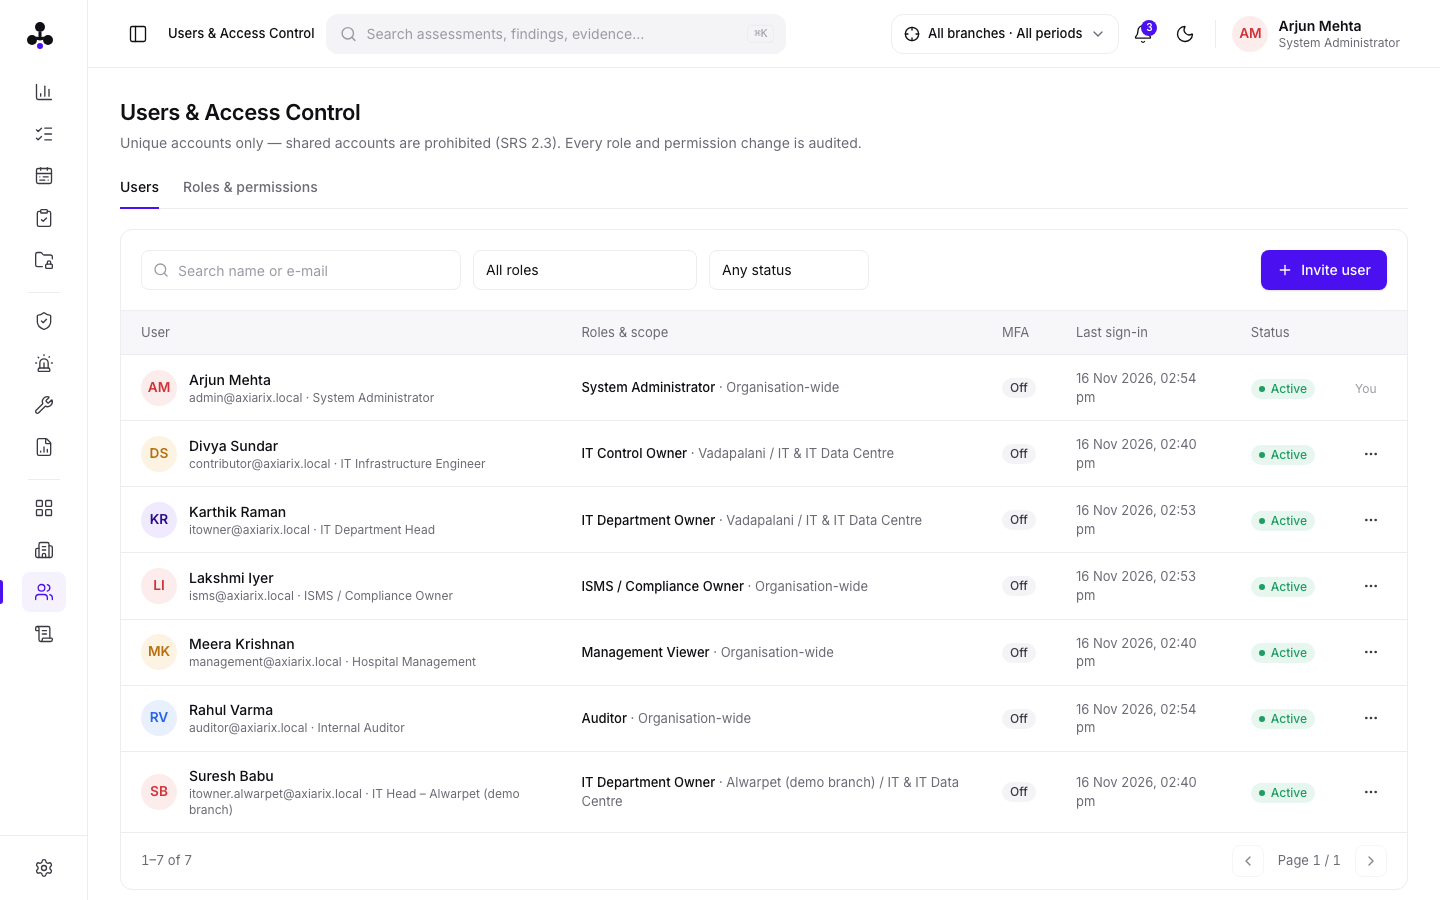 Users & Access Control
Search assessments, findings, evidence...
⌘K
All branches · All periods
3
AM
Arjun Mehta
System Administrator
Users & Access Control
Unique accounts only — shared accounts are prohibited (SRS 2.3). Every role and permission change is audited.
Users
Roles & permissions
Search name or e-mail
All roles
Any status
+ Invite user
User
Roles & scope
MFA
Last sign-in
Status
AM
Arjun Mehta
admin@axiarix.local · System Administrator
System Administrator · Organisation-wide
Off
16 Nov 2026, 02:54
pm
Active
You
DS
Divya Sundar
contributor@axiarix.local · IT Infrastructure Engineer
IT Control Owner · Vadapalani / IT & IT Data Centre
Off
16 Nov 2026, 02:40
pm
Active
KR
Karthik Raman
itowner@axiarix.local · IT Department Head
IT Department Owner · Vadapalani / IT & IT Data Centre
Off
16 Nov 2026, 02:53
pm
Active
LI
Lakshmi Iyer
isms@axiarix.local · ISMS / Compliance Owner
ISMS / Compliance Owner · Organisation-wide
Off
16 Nov 2026, 02:53
pm
Active
MK
Meera Krishnan
management@axiarix.local · Hospital Management
Management Viewer · Organisation-wide
Off
16 Nov 2026, 02:40
pm
Active
RV
Rahul Varma
auditor@axiarix.local · Internal Auditor
Auditor · Organisation-wide
Off
16 Nov 2026, 02:54
pm
Active
SB
Suresh Babu
itowner.alwarpet@axiarix.local · IT Head – Alwarpet (demo
branch)
IT Department Owner · Alwarpet (demo branch) / IT & IT Data
Centre
Off
16 Nov 2026, 02:40
pm
Active
1–7 of 7
Page 1 / 1